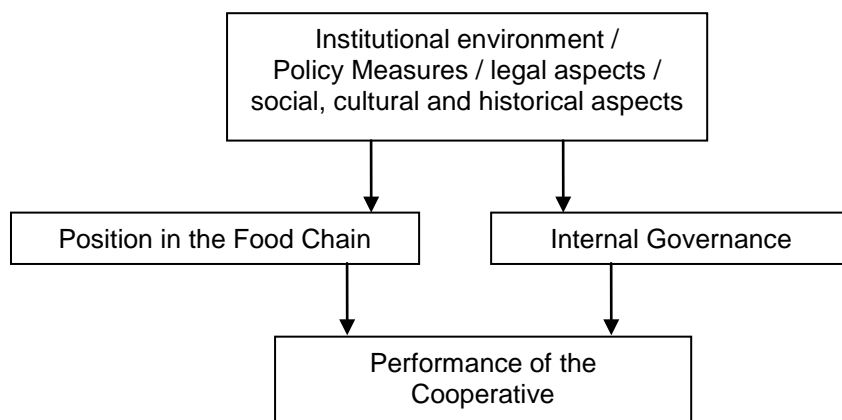 Institutional environment /
Policy Measures / legal aspects /
social, cultural and historical aspects
Position in the Food Chain
Internal Governance
Performance of the
Cooperative